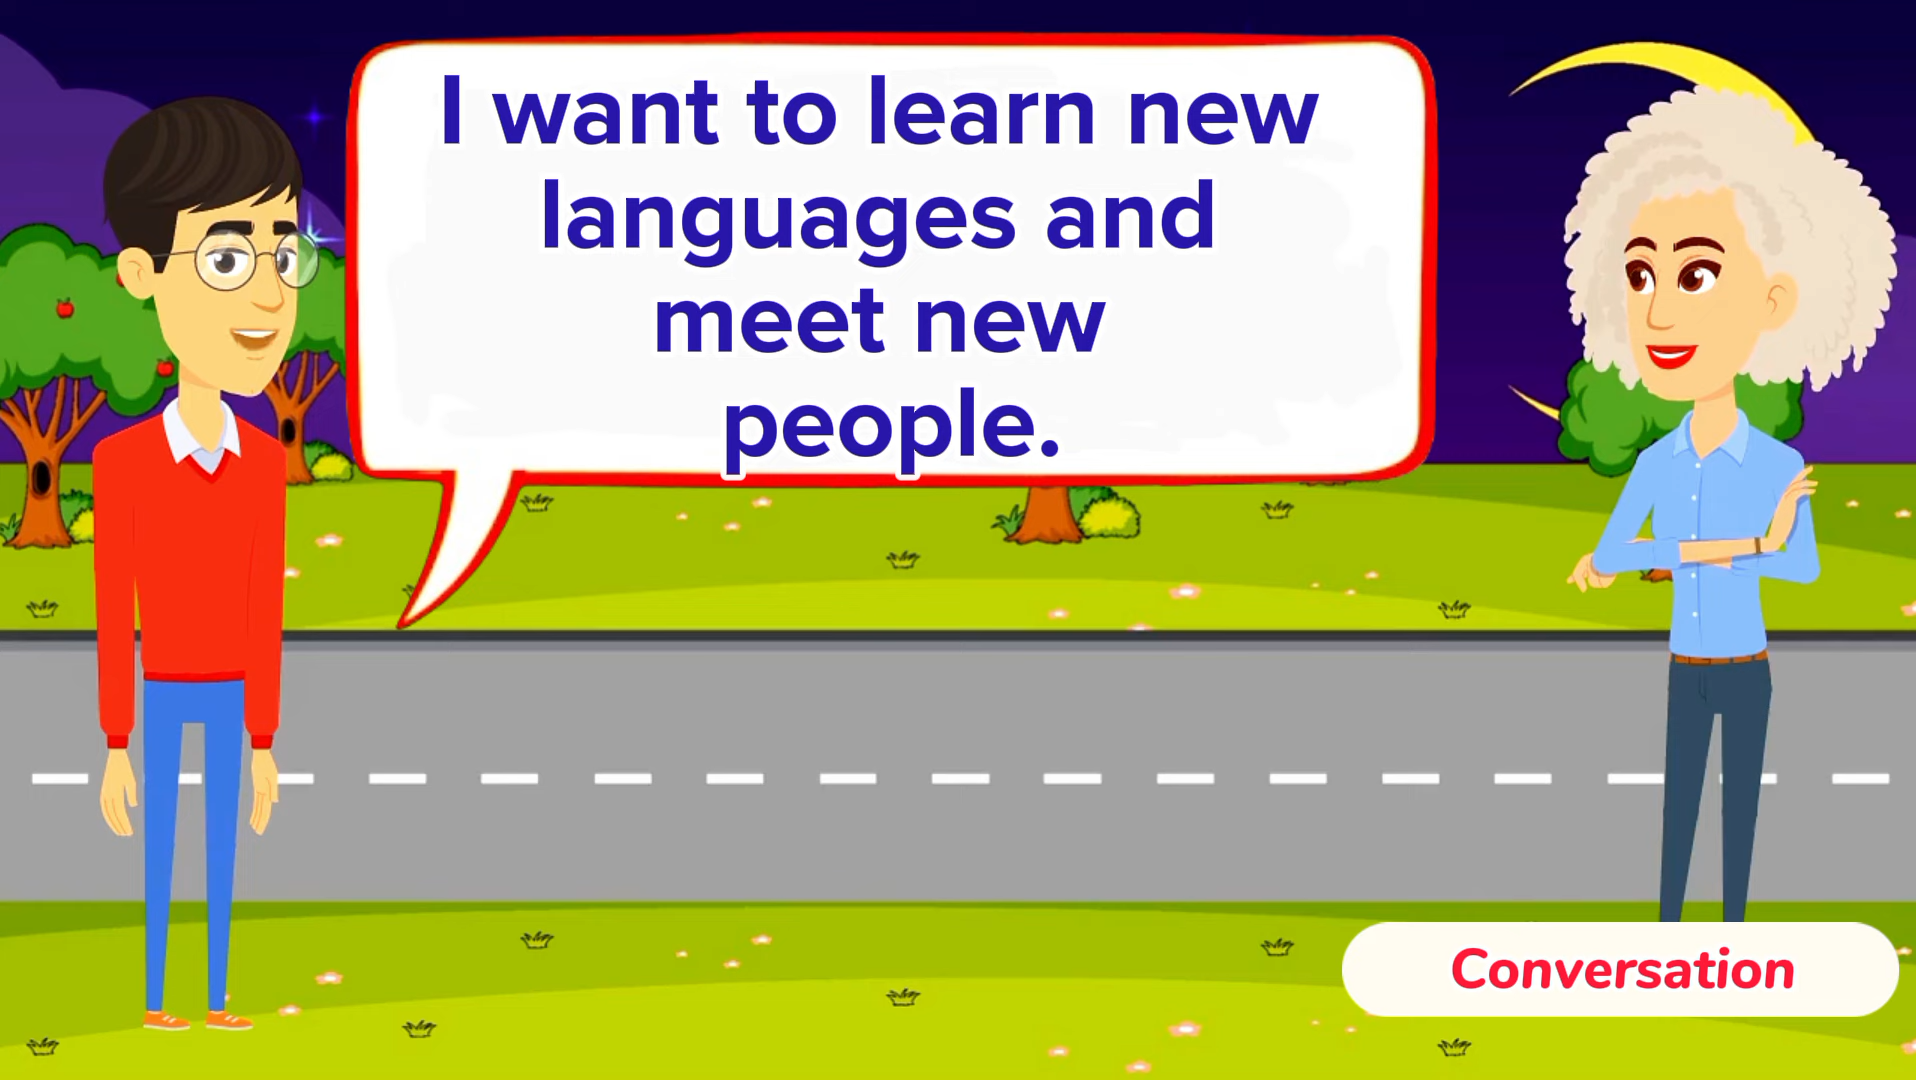 I want to learn new
languages and
meet new
people.
Conversation